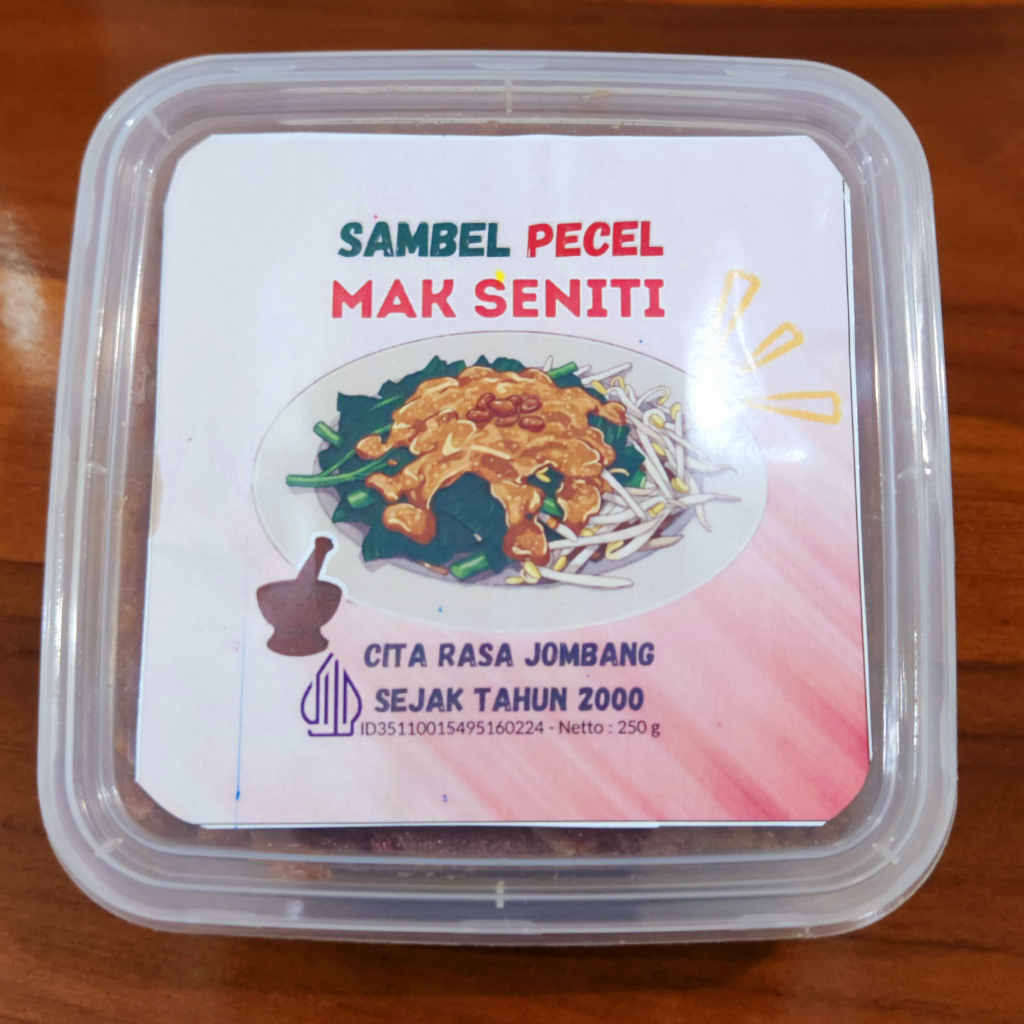 SAMBEL PECEL
MAK SENITI
CITA RASA JOMBANG
SEJAK TAHUN 2000
ID35110015495160224 - Netto : 250 g